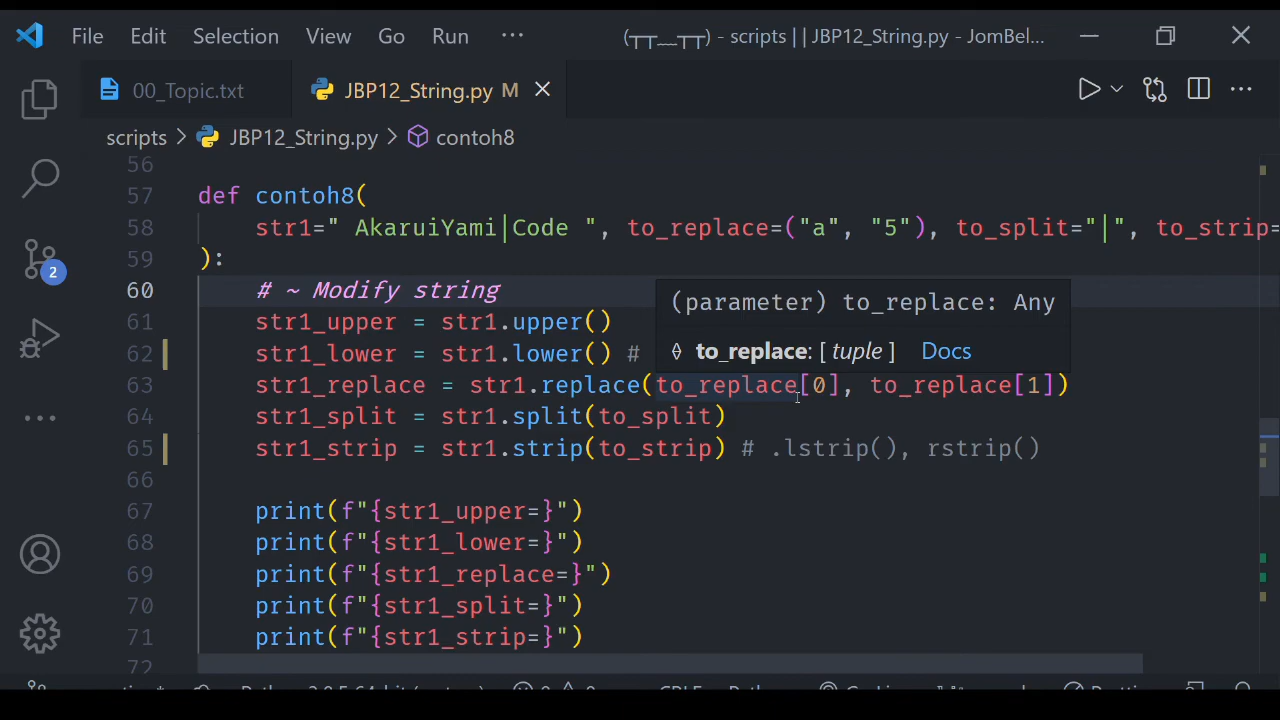 File Edit Selection View Go Run ··· (┬┬﹏┬┬) - scripts || JBP12_String.py - JomBel...
00_Topic.txt JBP12_String.py M
scripts > JBP12_String.py > contoh8
56
57 def contoh8(
58 str1=" AkaruiYami|Code ", to_replace=("a", "5"), to_split="|", to_strip=
59 ):
60 # ~ Modify string
(parameter) to_replace: Any
61 str1_upper = str1.upper()
62 str1_lower = str1.lower() #
to_replace: [ tuple ] Docs
63 str1_replace = str1.replace(to_replace[0], to_replace[1])
64 str1_split = str1.split(to_split)
65 str1_strip = str1.strip(to_strip) # .lstrip(), rstrip()
66
67 print(f"{str1_upper=}")
68 print(f"{str1_lower=}")
69 print(f"{str1_replace=}")
70 print(f"{str1_split=}")
71 print(f"{str1_strip=}")
72
2